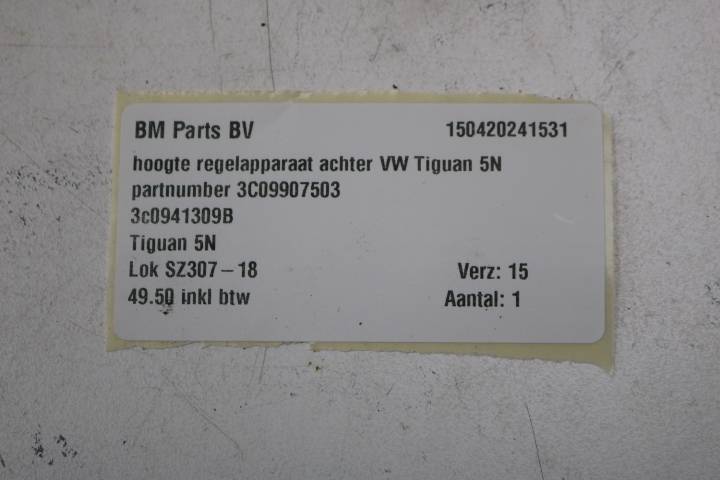 BM Parts BV 150420241531
hoogte regelapparaat achter VW Tiguan 5N
partnumber 3C09907503
3c0941309B
Tiguan 5N
Lok SZ307-18 Verz: 15
49.50 inkl btw Aantal: 1